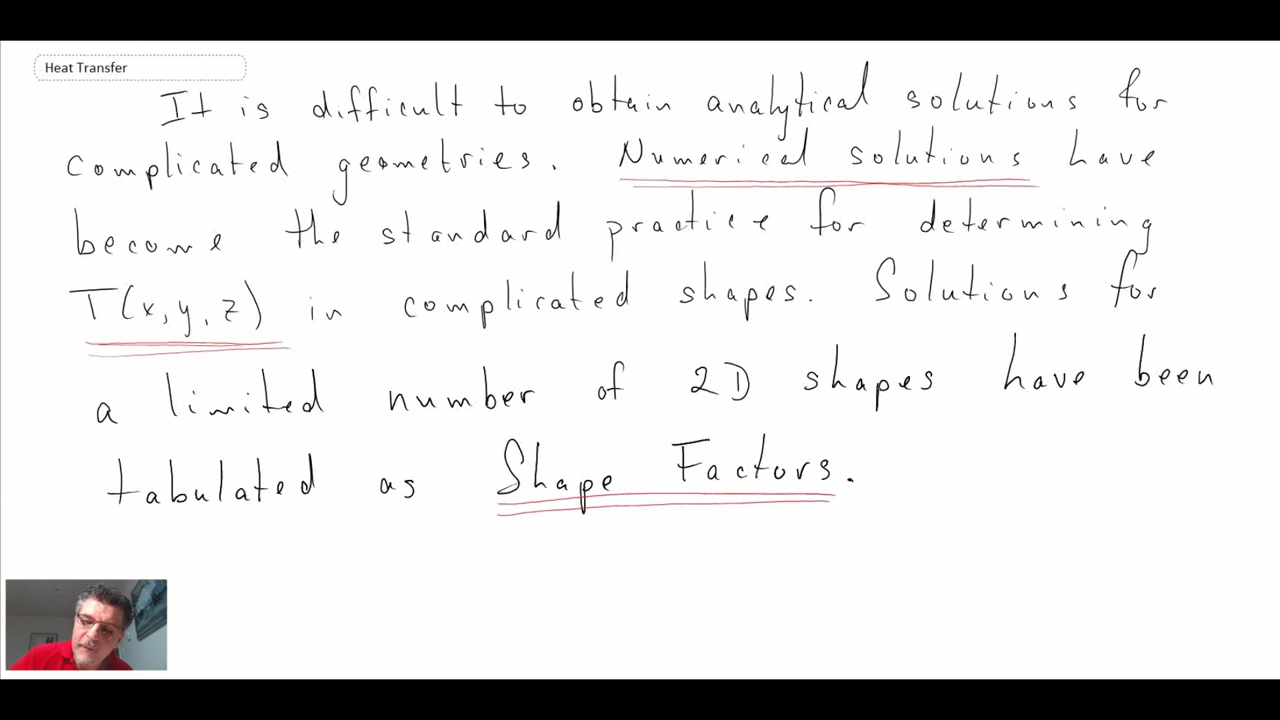 Heat Transfer
It is difficult to obtain analytical solutions for
complicated geometries. Numerical solutions have
become the standard practice for determining
T(x, y, z) in complicated shapes. Solutions for
a limited number of 2D shapes have been
tabulated as Shape Factors.